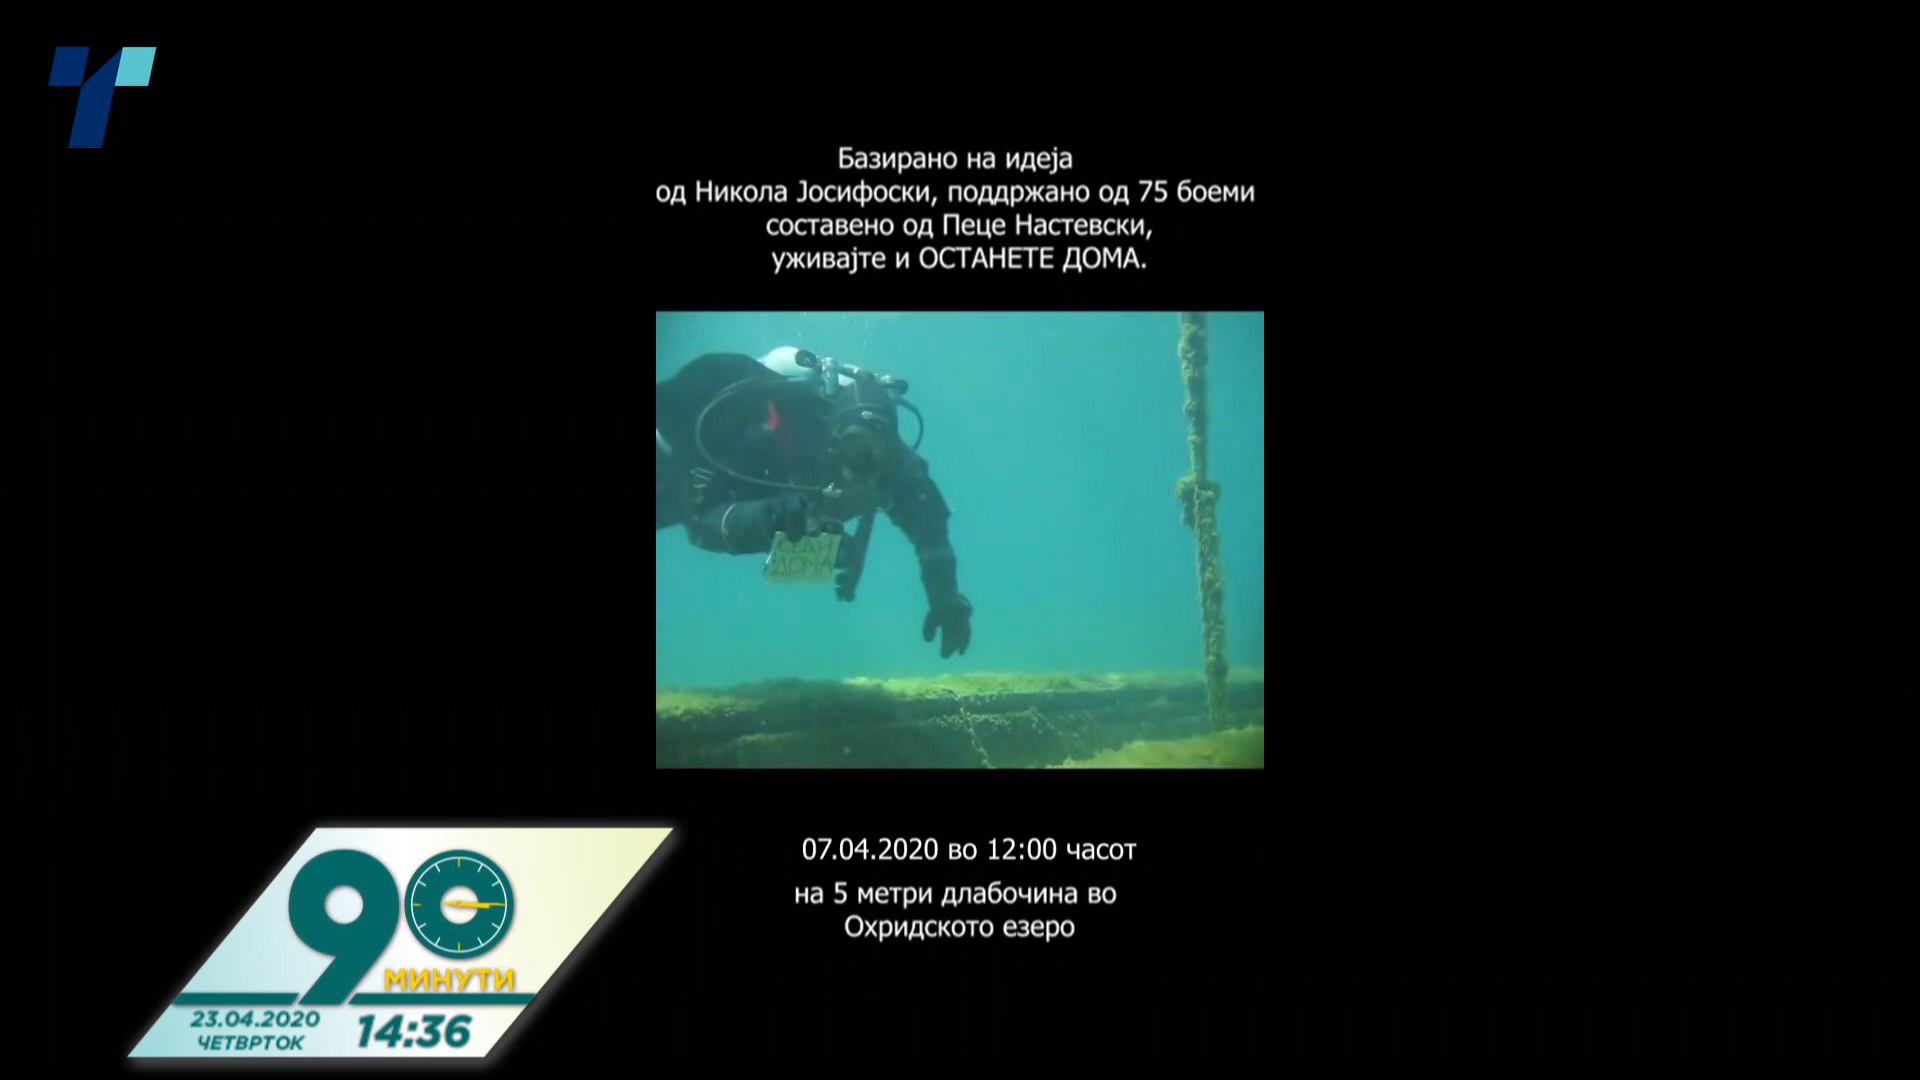 Базирано на идеја
од Никола Јосифоски, поддржано од 75 боеми
составено од Пеце Настевски,
уживајте и ОСТАНЕТЕ ДОМА.
СЕДИ
ДОМА
07.04.2020 во 12:00 часот
на 5 метри длабочина во
Охридското езеро
90
МИНУТИ
23.04.2020
ЧЕТВРТОК
14:36